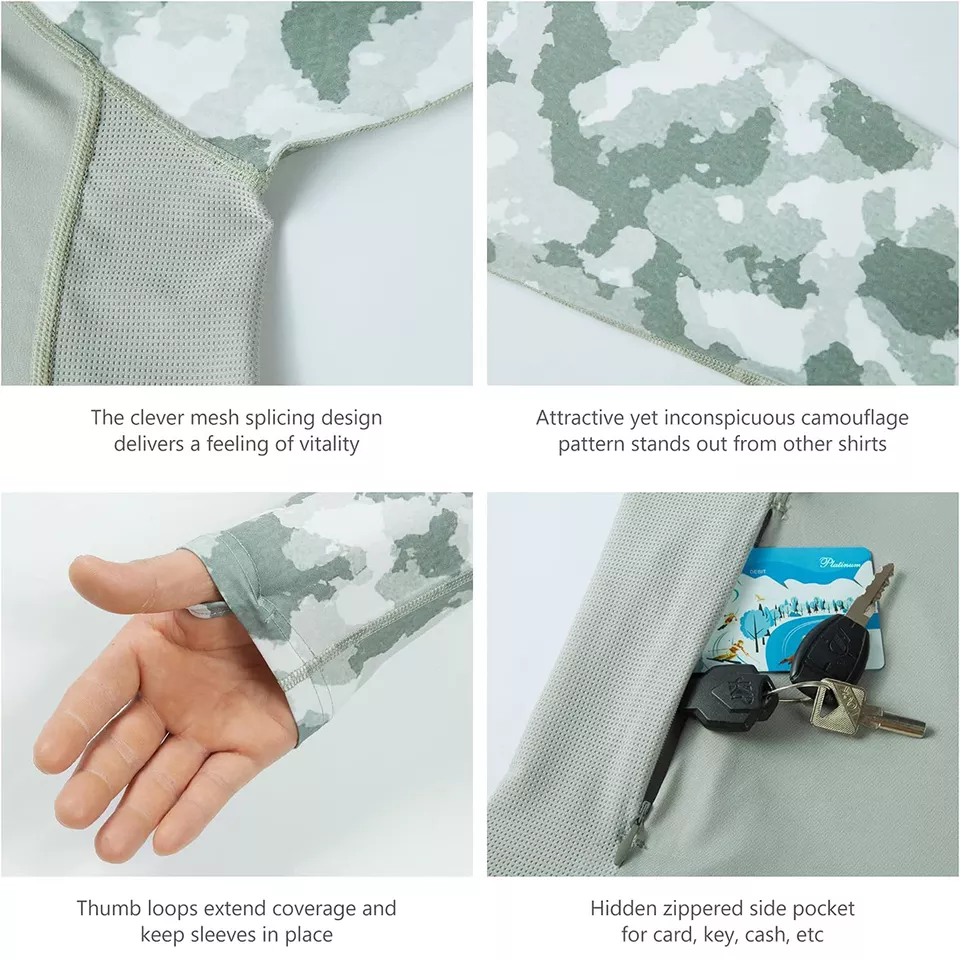 The clever mesh splicing design
delivers a feeling of vitality
Attractive yet inconspicuous camouflage
pattern stands out from other shirts
DEBIT
Platinum
Thumb loops extend coverage and
keep sleeves in place
Hidden zippered side pocket
for card, key, cash, etc